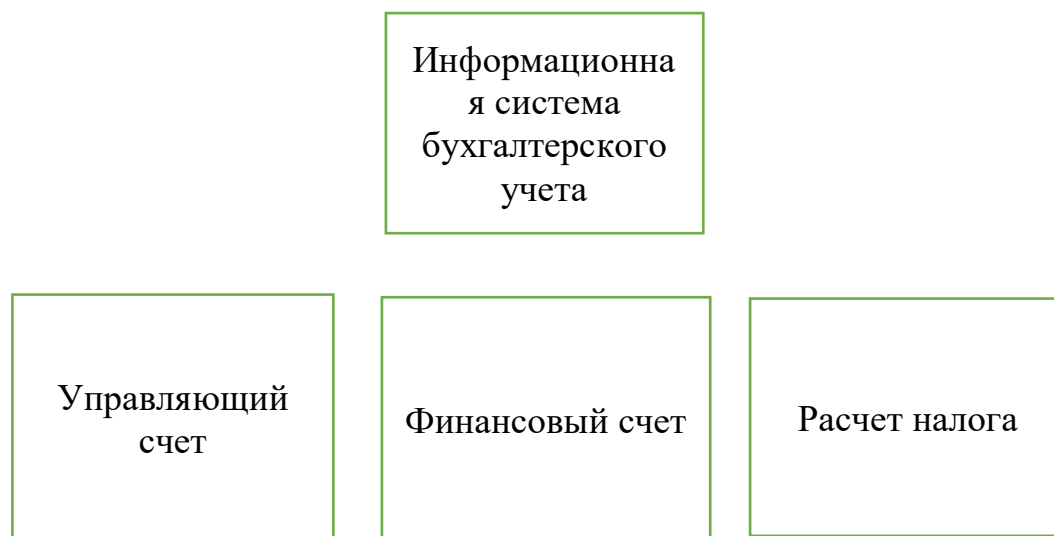 Информационна
я система
бухгалтерского
учета
Управляющий
счет
Финансовый счет
Расчет налога